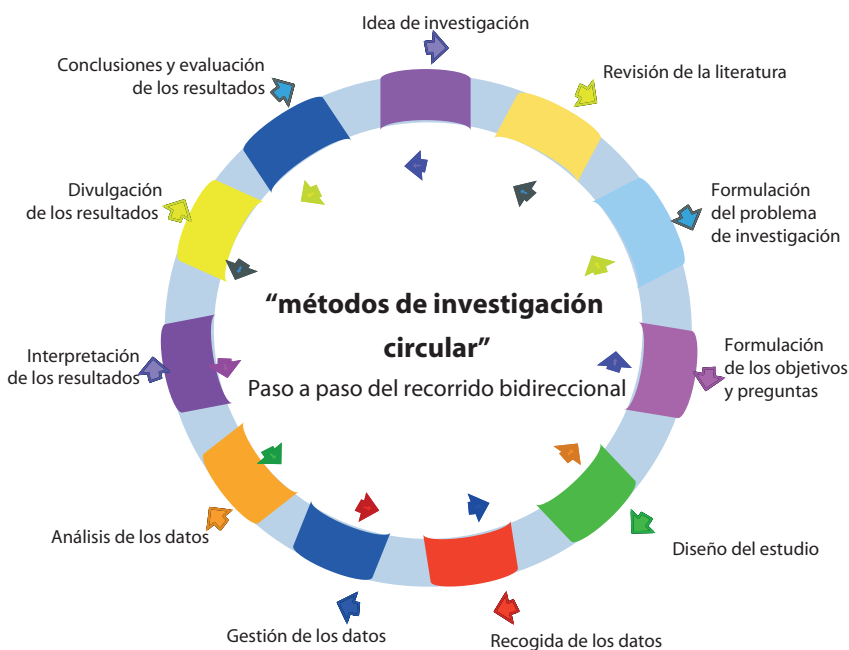 Idea de investigación
Revisión de la literatura
Formulación
del problema
de investigación
Formulación
de los objetivos
y preguntas
Diseño del estudio
Recogida de los datos
Gestión de los datos
Análisis de los datos
Interpretación
de los resultados
Divulgación
de los resultados
Conclusiones y evaluación
de los resultados
“métodos de investigación
circular”
Paso a paso del recorrido bidireccional